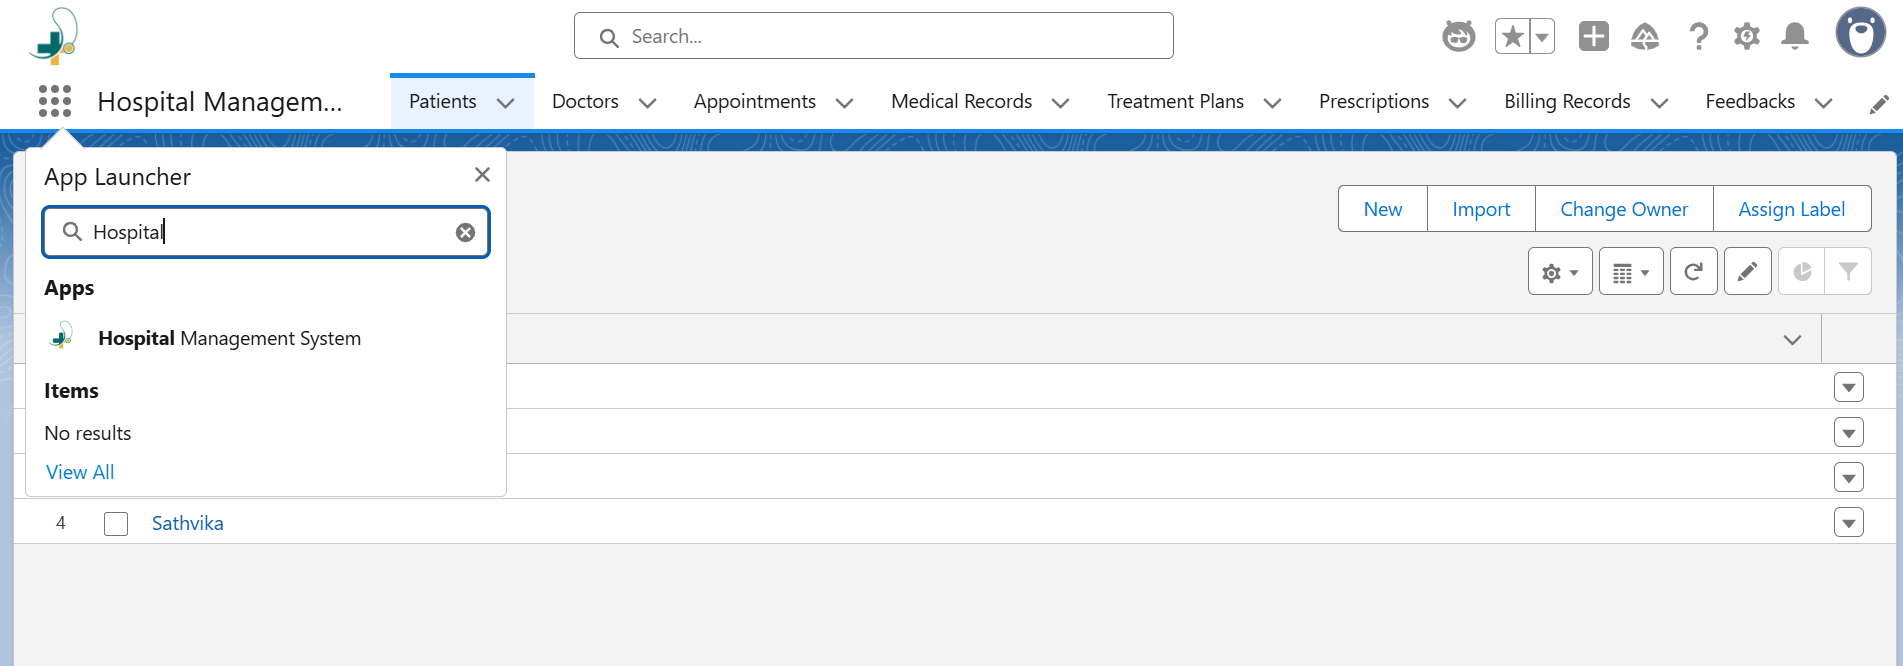 Search...
Hospital Managem...
Patients
Doctors
Appointments
Medical Records
Treatment Plans
Prescriptions
Billing Records
Feedbacks
App Launcher
Hospital
Apps
Hospital Management System
Items
No results
View All
New
Import
Change Owner
Assign Label
4
Sathvika